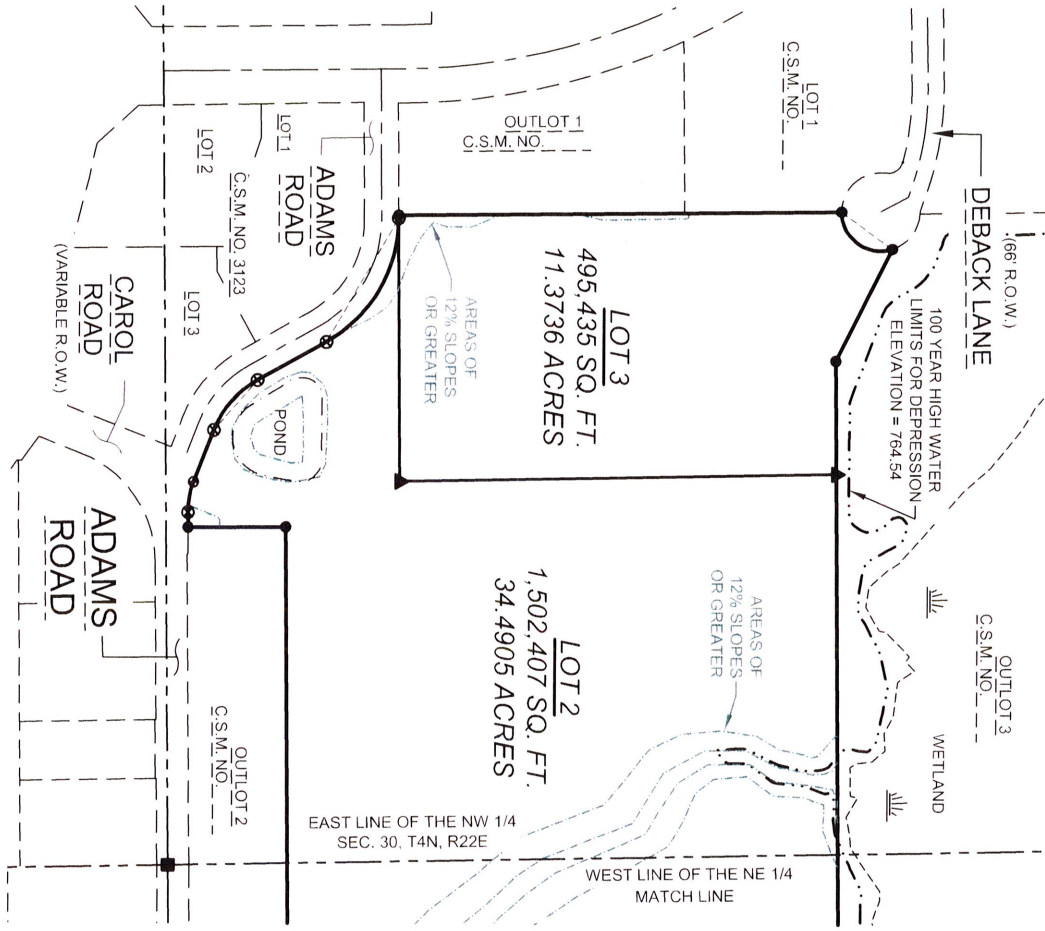 LOT 1
C.S.M. NO.
DEBACK LANE
(66' R.O.W.)
OUTLOT 1
C.S.M. NO.
LOT 1
LOT 2
ADAMS
ROAD
C.S.M. NO. 3123
LOT 3
CAROL
ROAD
(VARIABLE R.O.W.)
LOT 3
495,435 SQ. FT.
11.3736 ACRES
AREAS OF
12% SLOPES
OR GREATER
100 YEAR HIGH WATER
LIMITS FOR DEPRESSION
ELEVATION = 764.54
POND
ADAMS
ROAD
LOT 2
1,502,407 SQ. FT.
34.4905 ACRES
AREAS OF
12% SLOPES
OR GREATER
OUTLOT 3
C.S.M. NO.
WETLAND
OUTLOT 2
C.S.M. NO.
EAST LINE OF THE NW 1/4
SEC. 30, T4N, R22E
WEST LINE OF THE NE 1/4
MATCH LINE